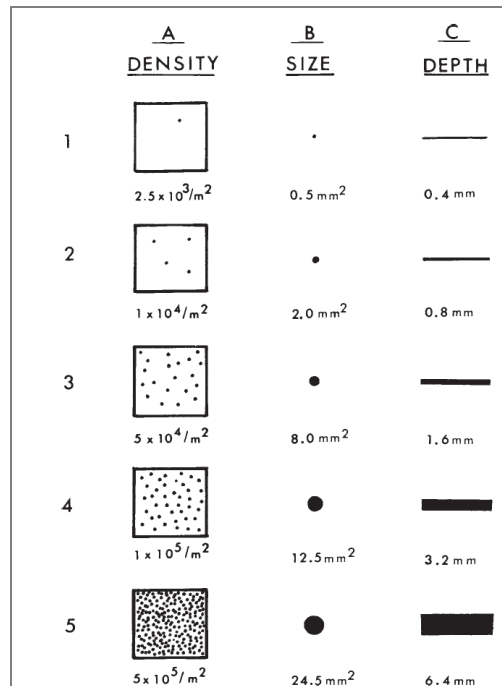 A B C
DENSITY SIZE DEPTH
1
2.5 x 10³/m² 0.5 mm² 0.4 mm
2
1 x 10⁴/m² 2.0 mm² 0.8 mm
3
5 x 10⁴/m² 8.0 mm² 1.6 mm
4
1 x 10⁵/m² 12.5 mm² 3.2 mm
5
5 x 10⁵/m² 24.5 mm² 6.4 mm